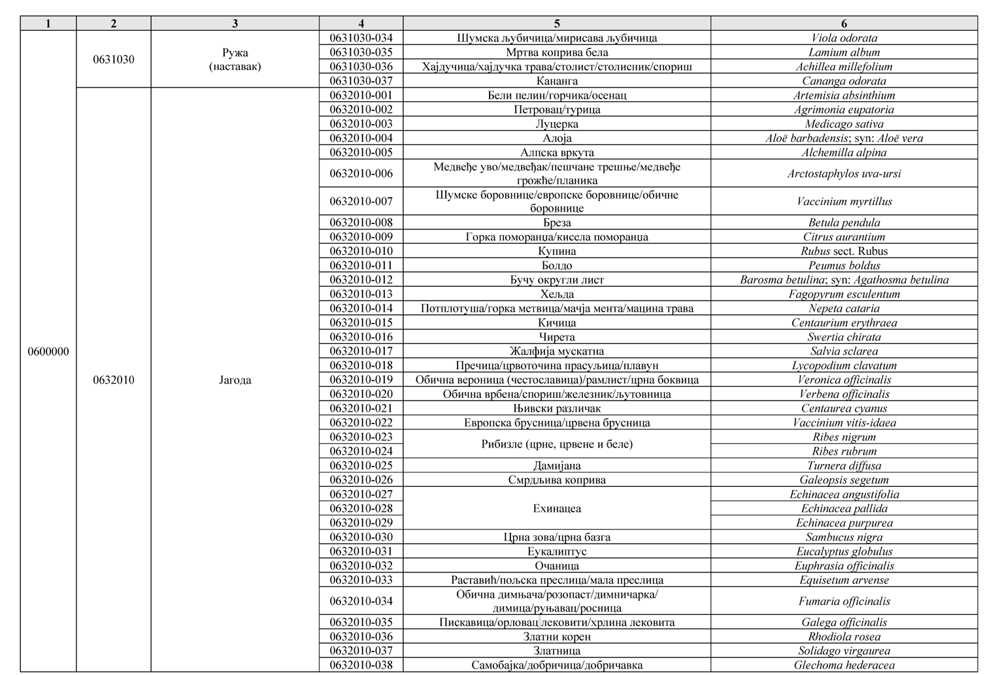 1 2 3 4 5 6
0631030-034 Шумска љубичица/мирисава љубичица Viola odorata
0631030 Ружа 0631030-035 Мртва коприва бела Lamium album
(наставак) 0631030-036 Хајдучица/хајдучка трава/столист/столисник/спориш Achillea millefolium
0631030-037 Кананга Cananga odorata
0632010-001 Бели пелин/горчика/осенац Artemisia absinthium
0632010-002 Петровац/турица Agrimonia eupatoria
0632010-003 Луцерка Medicago sativa
0632010-004 Алоја Aloë barbadensis; syn: Aloë vera
0632010-005 Алпска вркута Alchemilla alpina
0632010-006 Медвеђе уво/медвеђак/пешчане трешње/медвеђе
грожће/планика Arctostaphylos uva-ursi
0632010-007 Шумске боровнице/европске боровнице/обичне
боровнице Vaccinium myrtillus
0632010-008 Бреза Betula pendula
0632010-009 Горка поморанџа/кисела поморанџа Citrus aurantium
0632010-010 Купина Rubus sect. Rubus
0632010-011 Болдо Peumus boldus
0632010-012 Бучу округли лист Barosma betulina; syn: Agathosma betulina
0632010-013 Хељда Fagopyrum esculentum
0632010-014 Потплотуша/горка метвица/мачја мента/мацина трава Nepeta cataria
0632010-015 Кичица Centaurium erythraea
0632010-016 Чирета Swertia chirata
0600000 0632010-017 Жалфија мускатна Salvia sclarea
0632010-018 Пречица/црвоточина прасуљица/плавун Lycopodium clavatum
0632010 Јагода 0632010-019 Обична вероница (честославица)/рамлист/црна боквица Veronica officinalis
0632010-020 Обична врбена/спориш/железник/љутовница Verbena officinalis
0632010-021 Њивски различак Centaurea cyanus
0632010-022 Европска брусница/црвена брусница Vaccinium vitis-idaea
0632010-023 Рибизле (црне, црвене и беле) Ribes nigrum
0632010-024 Ribes rubrum
0632010-025 Дамијана Turnera diffusa
0632010-026 Смрдљива коприва Galeopsis segetum
0632010-027 Echinacea angustifolia
0632010-028 Ехинацеа Echinacea pallida
0632010-029 Echinacea purpurea
0632010-030 Црна зова/црна базга Sambucus nigra
0632010-031 Еукалиптус Eucalyptus globulus
0632010-032 Очаница Euphrasia officinalis
0632010-033 Раставић/пољска преслица/мала преслица Equisetum arvense
0632010-034 Обична димњача/розопаст/димничарка/
димица/руњавац/росница Fumaria officinalis
0632010-035 Пискавица/орловац лековити/хрлина лековита Galega officinalis
0632010-036 Златни корен Rhodiola rosea
0632010-037 Златница Solidago virgaurea
0632010-038 Самобајка/добричица/добричавка Glechoma hederacea